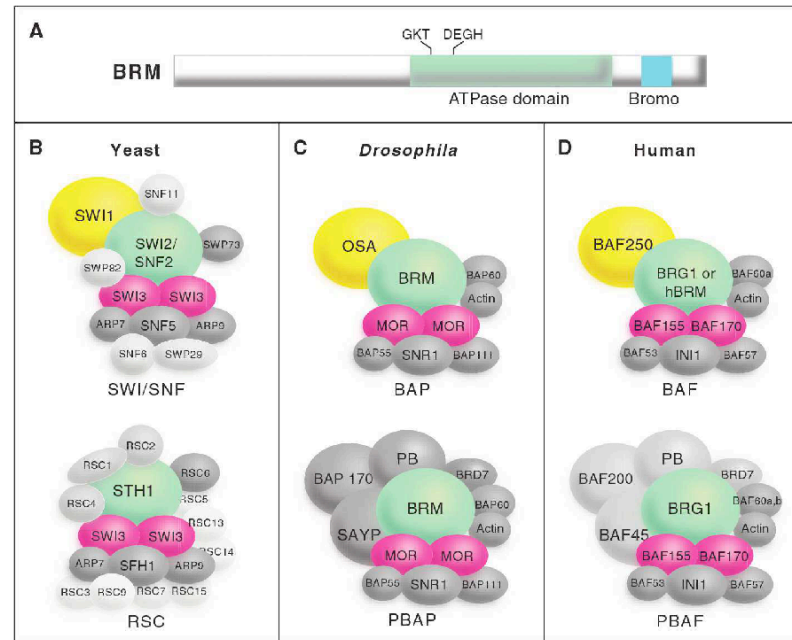 A
GKT DEGH
BRM
ATPase domain Bromo
B Yeast
SNF11
SWI1
SWI2/
SNF2
SWP73
SWP82
SWI3 SWI3
ARP7 SNF5 ARP9
SNF6 SWP29
SWI/SNF
RSC2
RSC1
RSC6
STH1
RSC5
RSC4
RSC13
SWI3 SWI3
RSC14
ARP7 SFH1 ARP9
RSC3 RSC9 RSC7 RSC15
RSC
C Drosophila
OSA
BRM
BAP60
Actin
MOR MOR
BAP55 SNR1 BAP111
BAP
PB
BAP 170
BRD7
BRM
BAP60
SAYP
Actin
MOR MOR
BAP55 SNR1 BAP111
PBAP
D Human
BAF250
BRG1 or
hBRM
BAF60a
Actin
BAF155 BAF170
BAF53 INI1 BAF57
BAF
PB
BAF200
BRD7
BRG1
BAF60a,b
BAF45
Actin
BAF155 BAF170
BAF53 INI1 BAF57
PBAF